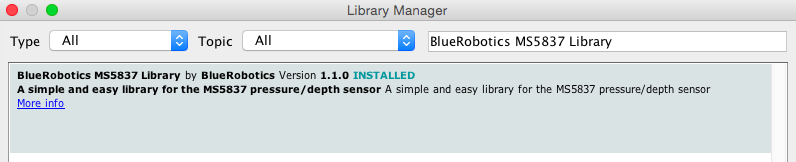 Library Manager
Type All Topic All BlueRobotics MS5837 Library
BlueRobotics MS5837 Library by BlueRobotics Version 1.1.0 INSTALLED
A simple and easy library for the MS5837 pressure/depth sensor A simple and easy library for the MS5837 pressure/depth sensor
More info